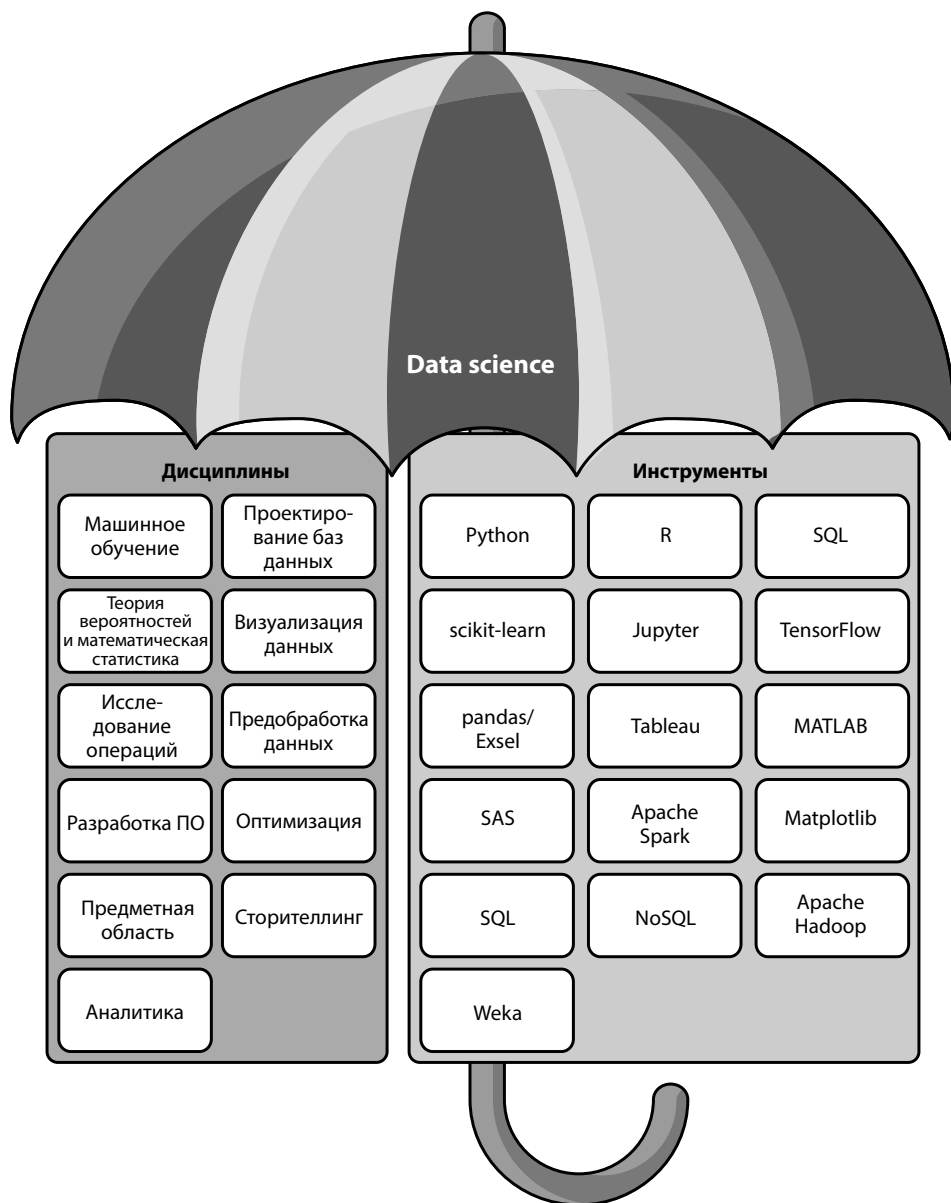 Data science
Дисциплины
Машинное
обучение
Проектиро-
вание баз
данных
Теория
вероятностей
и математическая
статистика
Визуализация
данных
Иссле-
дование
операций
Предобработка
данных
Разработка ПО
Оптимизация
Предметная
область
Сторителлинг
Аналитика
Инструменты
Python
R
SQL
scikit-learn
Jupyter
TensorFlow
pandas/
Exsel
Tableau
MATLAB
SAS
Apache
Spark
Matplotlib
SQL
NoSQL
Apache
Hadoop
Weka